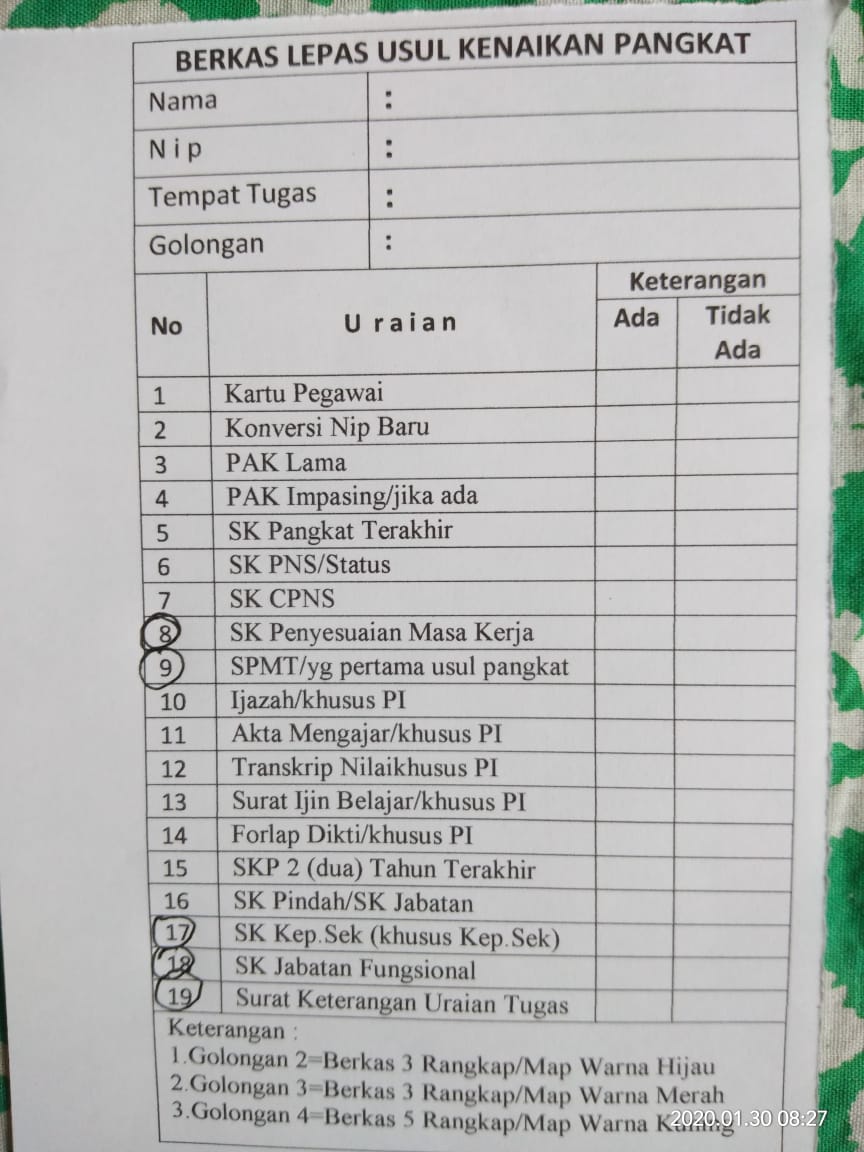 BERKAS LEPAS USUL KENAIKAN PANGKAT
Nama :
N i p :
Tempat Tugas :
Golongan :
No U r a i a n Keterangan
Ada Tidak Ada
1 Kartu Pegawai
2 Konversi Nip Baru
3 PAK Lama
4 PAK Impasing/jika ada
5 SK Pangkat Terakhir
6 SK PNS/Status
7 SK CPNS
8 SK Penyesuaian Masa Kerja
9 SPMT/yg pertama usul pangkat
10 Ijazah/khusus PI
11 Akta Mengajar/khusus PI
12 Transkrip Nilaikhusus PI
13 Surat Ijin Belajar/khusus PI
14 Forlap Dikti/khusus PI
15 SKP 2 (dua) Tahun Terakhir
16 SK Pindah/SK Jabatan
17 SK Kep.Sek (khusus Kep.Sek)
18 SK Jabatan Fungsional
19 Surat Keterangan Uraian Tugas
Keterangan :
1.Golongan 2=Berkas 3 Rangkap/Map Warna Hijau
2.Golongan 3=Berkas 3 Rangkap/Map Warna Merah
3.Golongan 4=Berkas 5 Rangkap/Map Warna Kuning
2020.01.30 08:27